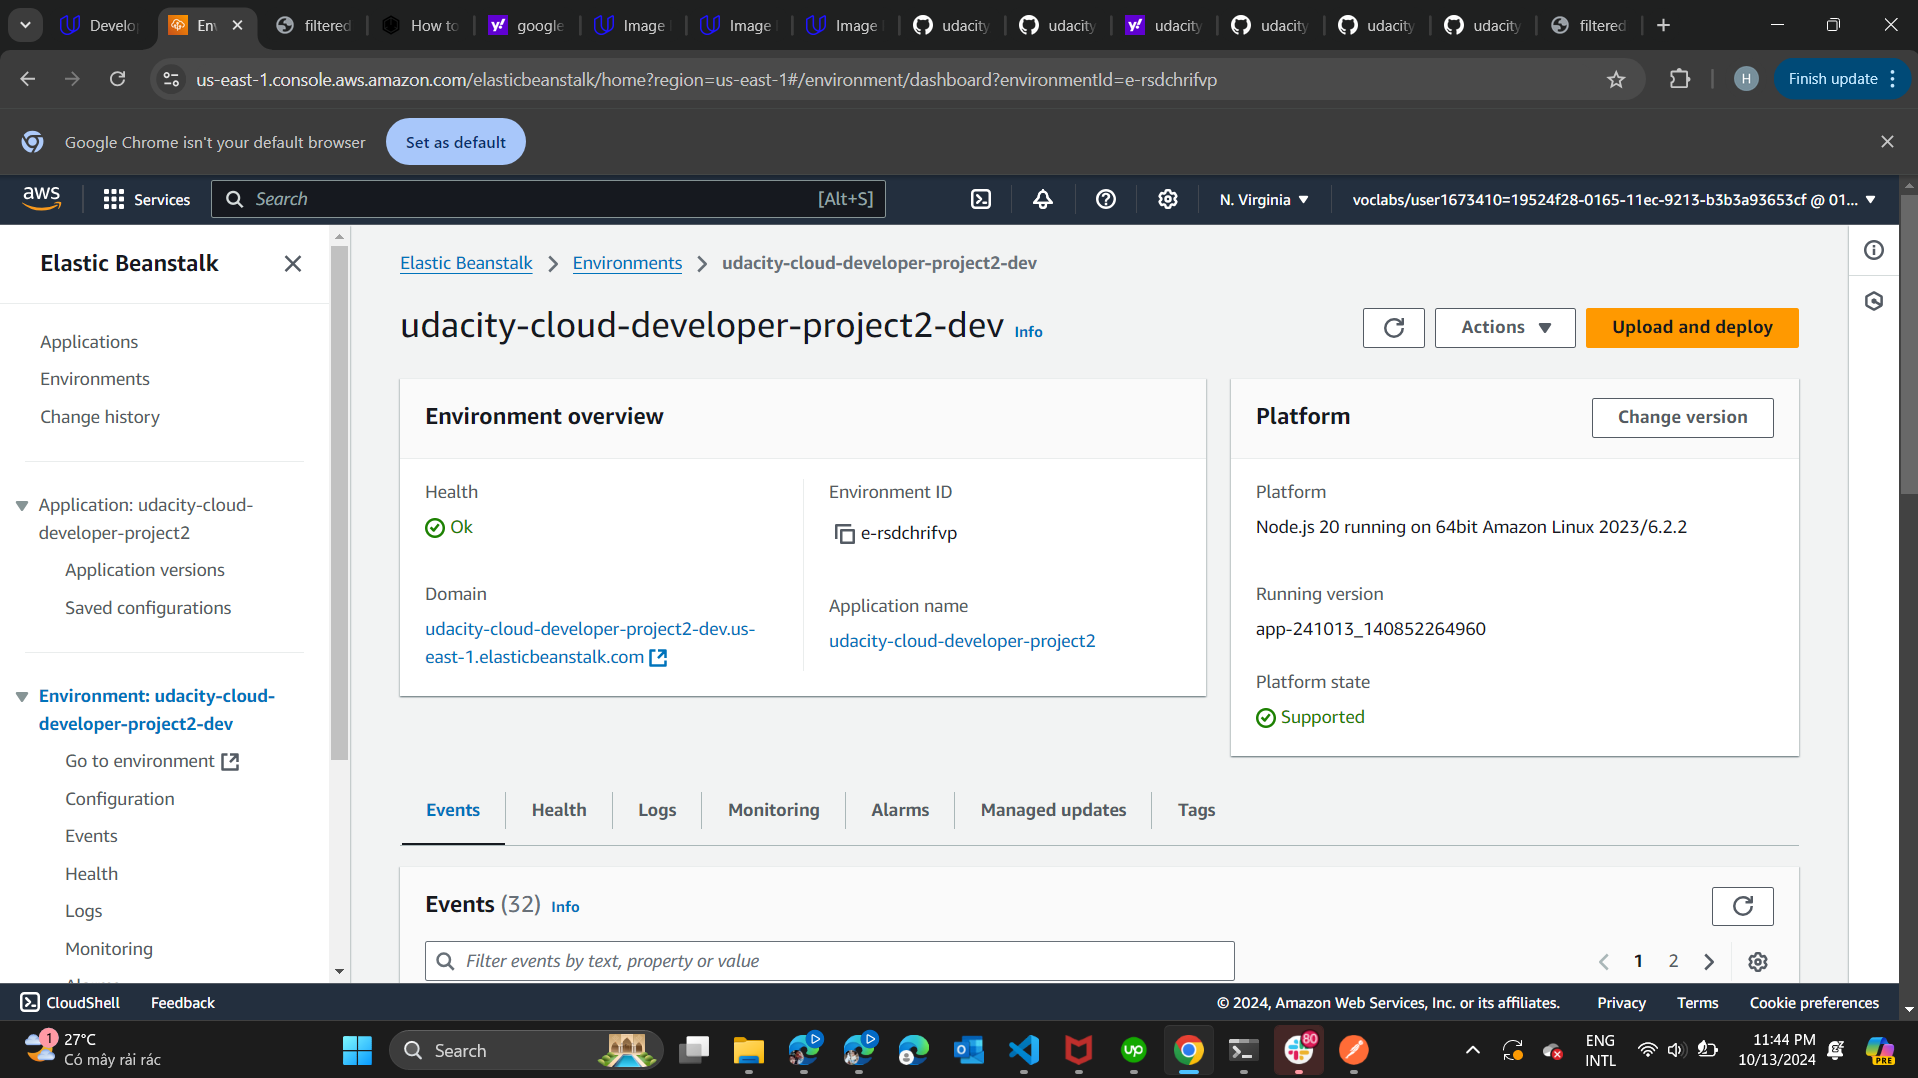 Develop
En
filtered
How to
google
Image
Image
Image
udacity
udacity
udacity
udacity
udacity
udacity
filtered
us-east-1.console.aws.amazon.com/elasticbeanstalk/home?region=us-east-1#/environment/dashboard?environmentId=e-rsdchrifvp
H
Finish update
Google Chrome isn't your default browser
Set as default
aws
Services
Search
[Alt+S]
N. Virginia
voclabs/user1673410=19524f28-0165-11ec-9213-b3b3a93653cf @ 01...
Elastic Beanstalk
Applications
Environments
Change history
Application: udacity-cloud-
developer-project2
Application versions
Saved configurations
Environment: udacity-cloud-
developer-project2-dev
Go to environment
Configuration
Events
Health
Logs
Monitoring
Elastic Beanstalk
Environments
udacity-cloud-developer-project2-dev
udacity-cloud-developer-project2-dev Info
Actions
Upload and deploy
Environment overview
Health
Ok
Domain
udacity-cloud-developer-project2-dev.us-
east-1.elasticbeanstalk.com
Environment ID
e-rsdchrifvp
Application name
udacity-cloud-developer-project2
Platform
Change version
Platform
Node.js 20 running on 64bit Amazon Linux 2023/6.2.2
Running version
app-241013_140852264960
Platform state
Supported
Events
Health
Logs
Monitoring
Alarms
Managed updates
Tags
Events (32) Info
Filter events by text, property or value
1
2
CloudShell
Feedback
© 2024, Amazon Web Services, Inc. or its affiliates.
Privacy
Terms
Cookie preferences
1
27°C
Có mây rải rác
Search
up
80
ENG
INTL
11:44 PM
10/13/2024
PRE